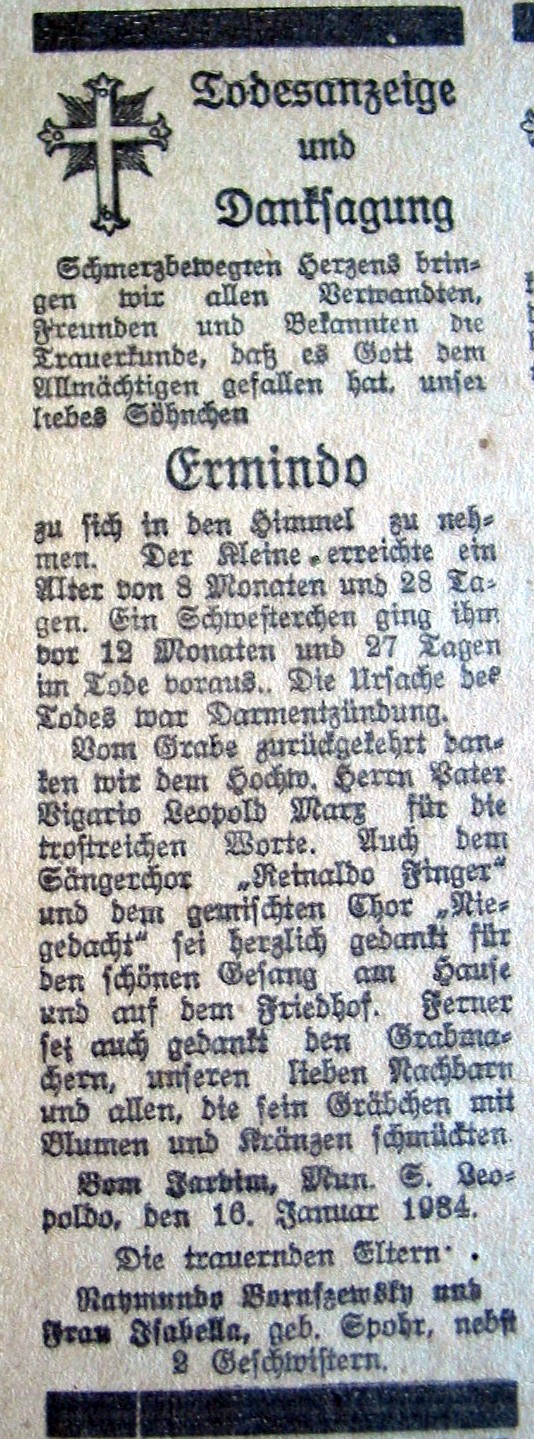 Todesanzeige
und
Danksagung
Schmerzbewegten Herzens brin-
gen wir allen Verwandten,
Freunden und Bekannten die
Trauerkunde, daß es Gott dem
Allmächtigen gefallen hat, unser
liebes Söhnchen
Ermindo
zu sich in den Himmel zu neh-
men. Der Kleine erreichte ein
Alter von 8 Monaten und 28 Ta-
gen. Ein Schwesterchen ging ihm
vor 12 Monaten und 27 Tagen
im Tode voraus.. Die Ursache des
Todes war Darmentzündung.
Vom Grabe zurückgekehrt dan-
ken wir dem Hochw. Herrn Pater
Vigario Leopold Marz für die
trostreichen Worte. Auch dem
Sängerchor „Reinaldo Finger“
und dem gemischten Chor „Nie-
gedacht“ sei herzlich gedankt für
den schönen Gesang am Hause
und auf dem Friedhof. Ferner
sei auch gedankt den Grabma-
chern, unseren lieben Nachbarn
und allen, die sein Gräbchen mit
Blumen und Kränzen schmückten
Bom Jardim, Mun. S. Leo-
poldo, den 16. Januar 1934.
Die trauernden Eltern
Raymundo Bornszewsky und
Frau Isabella, geb. Spohr, nebst
2 Geschwistern.